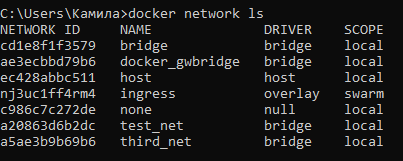 C:\Users\Камила>docker network ls
NETWORK ID     NAME              DRIVER    SCOPE
cd1e8f1f3579   bridge            bridge    local
ae3ecbbd79b6   docker_gwbridge   bridge    local
ec428abbc511   host              host      local
nj3uc1ff4rm4   ingress           overlay   swarm
c986c7c272de   none              null      local
a20863d6b2dc   test_net          bridge    local
a5ae3b9b69b6   third_net         bridge    local